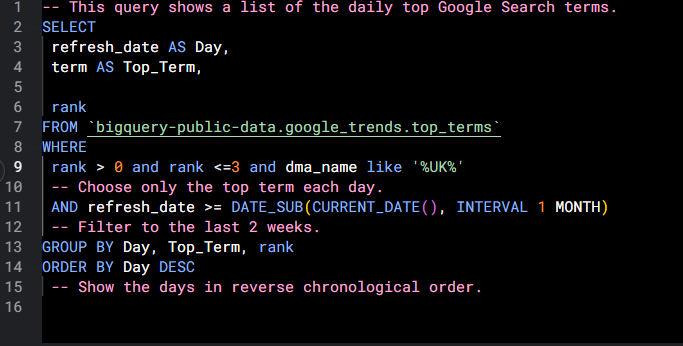 1 -- This query shows a list of the daily top Google Search terms.
2 SELECT
3 refresh_date AS Day,
4 term AS Top_Term,
5
6 rank
7 FROM `bigquery-public-data.google_trends.top_terms`
8 WHERE
9 rank > 0 and rank <=3 and dma_name like '%UK%'
10 -- Choose only the top term each day.
11 AND refresh_date >= DATE_SUB(CURRENT_DATE(), INTERVAL 1 MONTH)
12 -- Filter to the last 2 weeks.
13 GROUP BY Day, Top_Term, rank
14 ORDER BY Day DESC
15 -- Show the days in reverse chronological order.
16